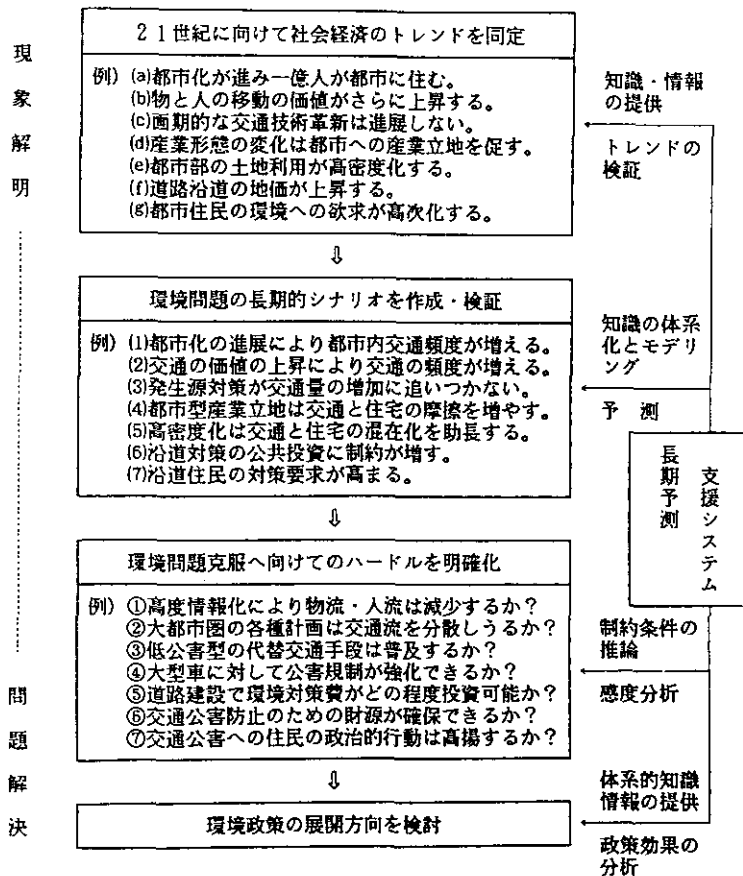 現象解明
問題解決
21世紀に向けて社会経済のトレンドを同定
例) (a)都市化が進み一億人が都市に住む。
(b)物と人の移動の価値がさらに上昇する。
(c)画期的な交通技術革新は進展しない。
(d)産業形態の変化は都市への産業立地を促す。
(e)都市部の土地利用が高密度化する。
(f)道路沿道の地価が上昇する。
(g)都市住民の環境への欲求が高次化する。
知識・情報
の提供
トレンドの
検証
⇩
環境問題の長期的シナリオを作成・検証
例) (1)都市化の進展により都市内交通頻度が増える。
(2)交通の価値の上昇により交通の頻度が増える。
(3)発生源対策が交通量の増加に追いつかない。
(4)都市型産業立地は交通と住宅の摩擦を増やす。
(5)高密度化は交通と住宅の混在化を助長する。
(6)沿道対策の公共投資に制約が増す。
(7)沿道住民の対策要求が高まる。
知識の体系
化とモデリ
ング
予 測
長期予測
支援システム
⇩
環境問題克服へ向けてのハードルを明確化
例) ①高度情報化により物流・人流は減少するか?
②大都市圏の各種計画は交通流を分散しうるか?
③低公害型の代替交通手段は普及するか?
④大型車に対して公害規制が強化できるか?
⑤道路建設で環境対策費がどの程度投資可能か?
⑥交通公害防止のための財源が確保できるか?
⑦交通公害への住民の政治的行動は高揚するか?
制約条件の
推論
感度分析
⇩
環境政策の展開方向を検討
体系的知識
情報の提供
政策効果の
分析